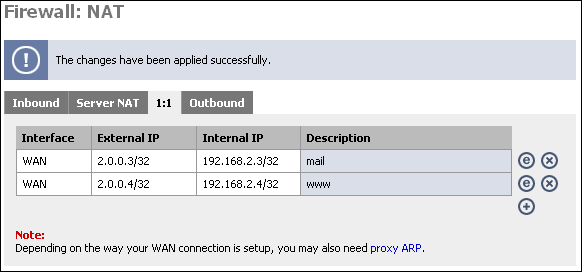 Firewall: NAT
The changes have been applied successfully.
Inbound Server NAT 1:1 Outbound
Interface External IP Internal IP Description
WAN 2.0.0.3/32 192.168.2.3/32 mail
WAN 2.0.0.4/32 192.168.2.4/32 www
Note:
Depending on the way your WAN connection is setup, you may also need proxy ARP.